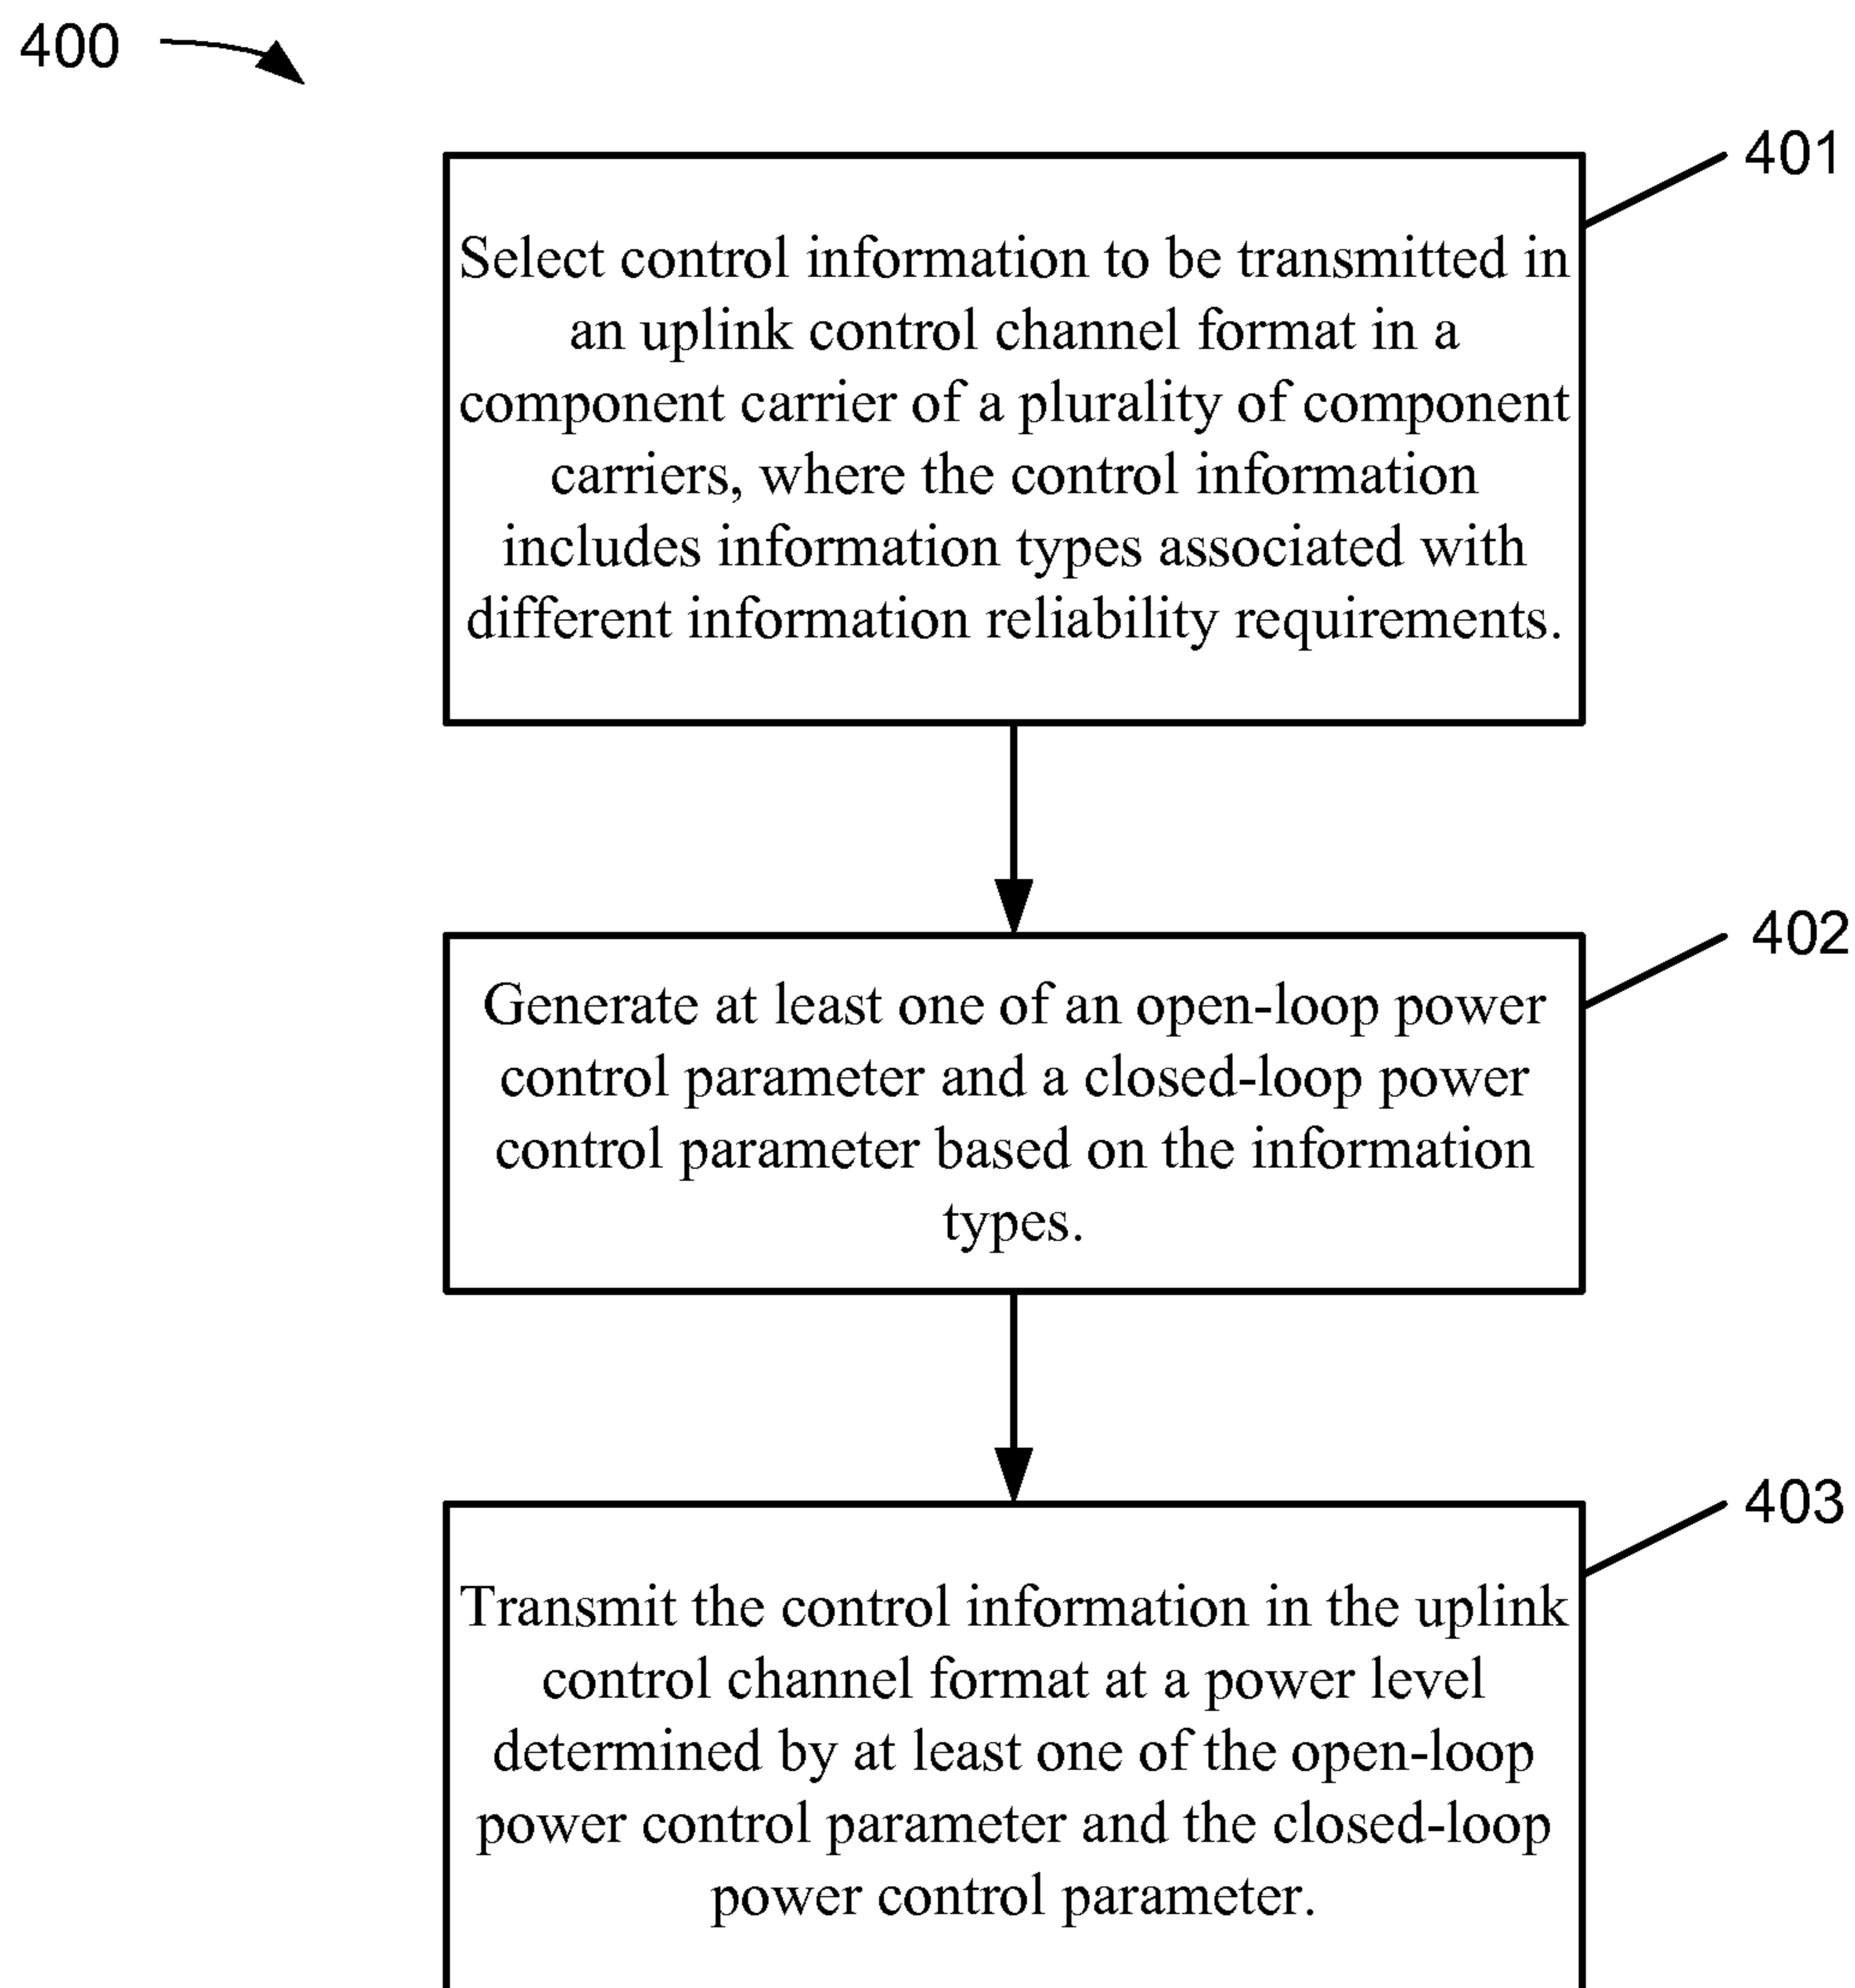 400
401
Select control information to be transmitted in
an uplink control channel format in a
component carrier of a plurality of component
carriers, where the control information
includes information types associated with
different information reliability requirements.
402
Generate at least one of an open-loop power
control parameter and a closed-loop power
control parameter based on the information
types.
403
Transmit the control information in the uplink
control channel format at a power level
determined by at least one of the open-loop
power control parameter and the closed-loop
power control parameter.